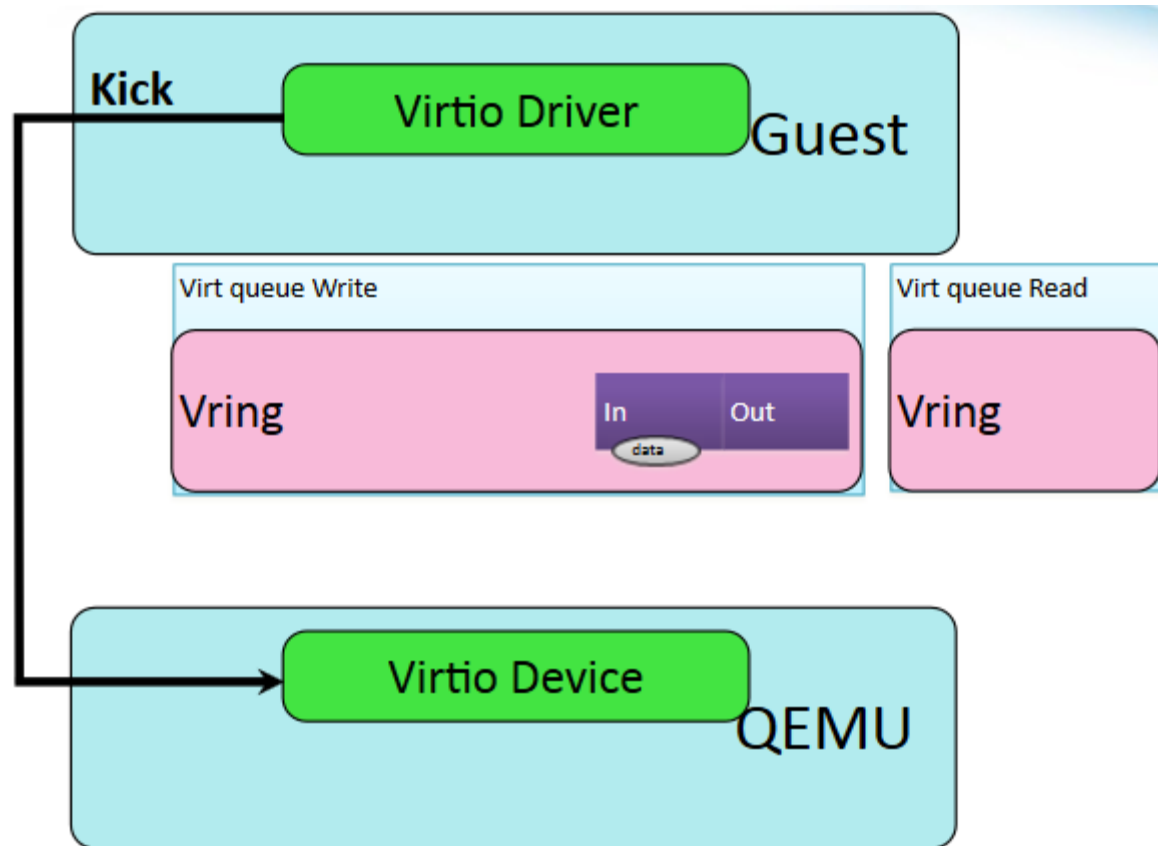 Kick
Virtio Driver
Guest
Virt queue Write
Virt queue Read
Vring
In
Out
Vring
data
Virtio Device
QEMU